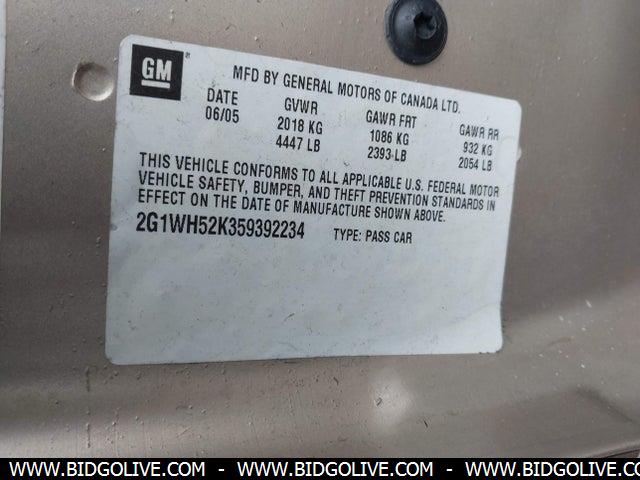 GM ®
MFD BY GENERAL MOTORS OF CANADA LTD.
DATE GVWR GAWR FRT GAWR RR
06/05 2018 KG 1086 KG 932 KG
4447 LB 2393 LB 2054 LB
THIS VEHICLE CONFORMS TO ALL APPLICABLE U.S. FEDERAL MOTOR
VEHICLE SAFETY, BUMPER, AND THEFT PREVENTION STANDARDS IN
EFFECT ON THE DATE OF MANUFACTURE SHOWN ABOVE.
2G1WH52K359392234 TYPE: PASS CAR
WWW.BIDGOLIVE.COM - WWW.BIDGOLIVE.COM - WWW.BIDGOLIVE.COM